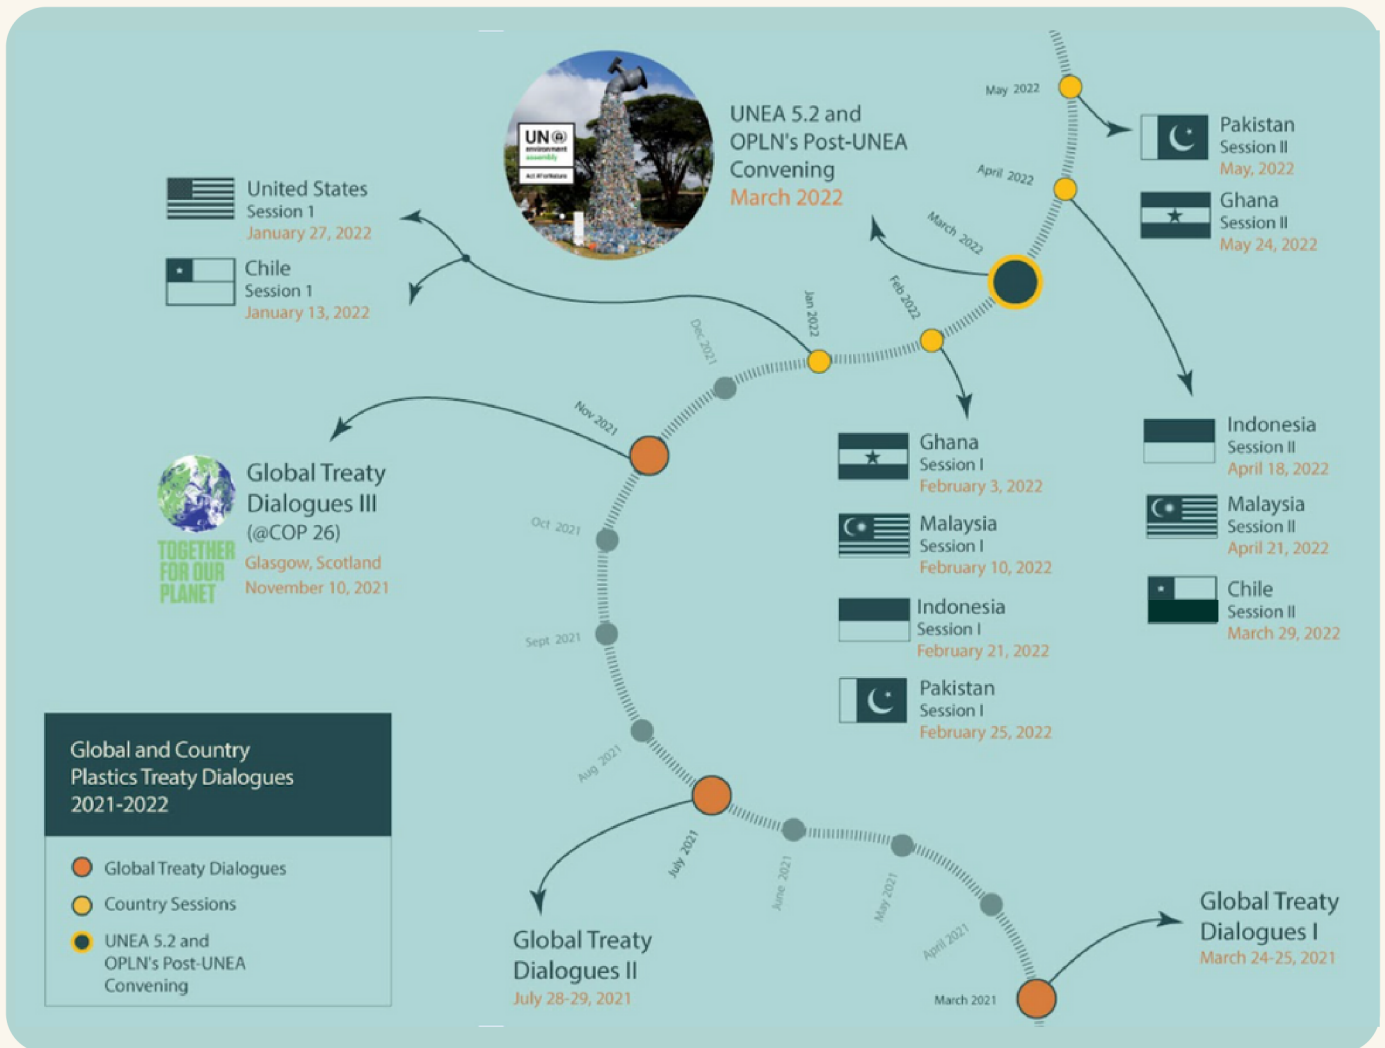 May 2022
Pakistan
Session II
May, 2022
April 2022
Ghana
Session II
May 24, 2022
UNEA 5.2 and
OPLN's Post-UNEA
Convening
March 2022
UN
environment
assembly
Act #ForNature
March 2022
United States
Session 1
January 27, 2022
Chile
Session 1
January 13, 2022
Jan 2022
Feb 2022
Dec 2021
Nov 2021
Indonesia
Session II
April 18, 2022
Malaysia
Session II
April 21, 2022
Chile
Session II
March 29, 2022
Ghana
Session I
February 3, 2022
Malaysia
Session I
February 10, 2022
Indonesia
Session I
February 21, 2022
Pakistan
Session I
February 25, 2022
Global Treaty
Dialogues III
(@COP 26)
Glasgow, Scotland
November 10, 2021
TOGETHER
FOR OUR
PLANET
Oct 2021
Sept 2021
Aug 2021
July 2021
June 2021
May 2021
April 2021
March 2021
Global Treaty
Dialogues II
July 28-29, 2021
Global Treaty
Dialogues I
March 24-25, 2021
Global and Country
Plastics Treaty Dialogues
2021-2022
Global Treaty Dialogues
Country Sessions
UNEA 5.2 and
OPLN's Post-UNEA
Convening